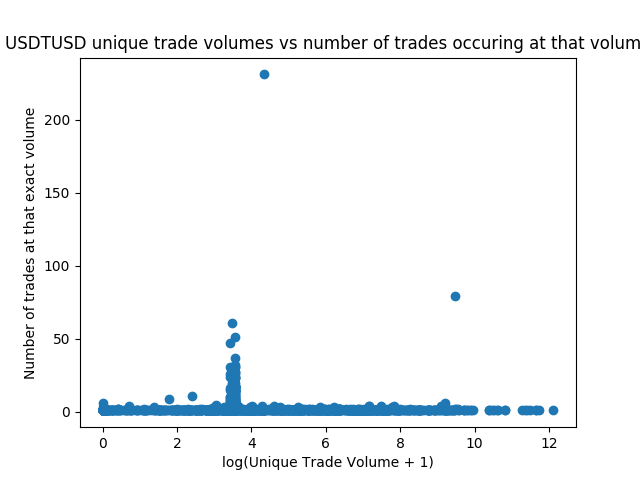 USDTUSD unique trade volumes vs number of trades occuring at that volum
Number of trades at that exact volume
200
150
100
50
0
0 2 4 6 8 10 12
log(Unique Trade Volume + 1)